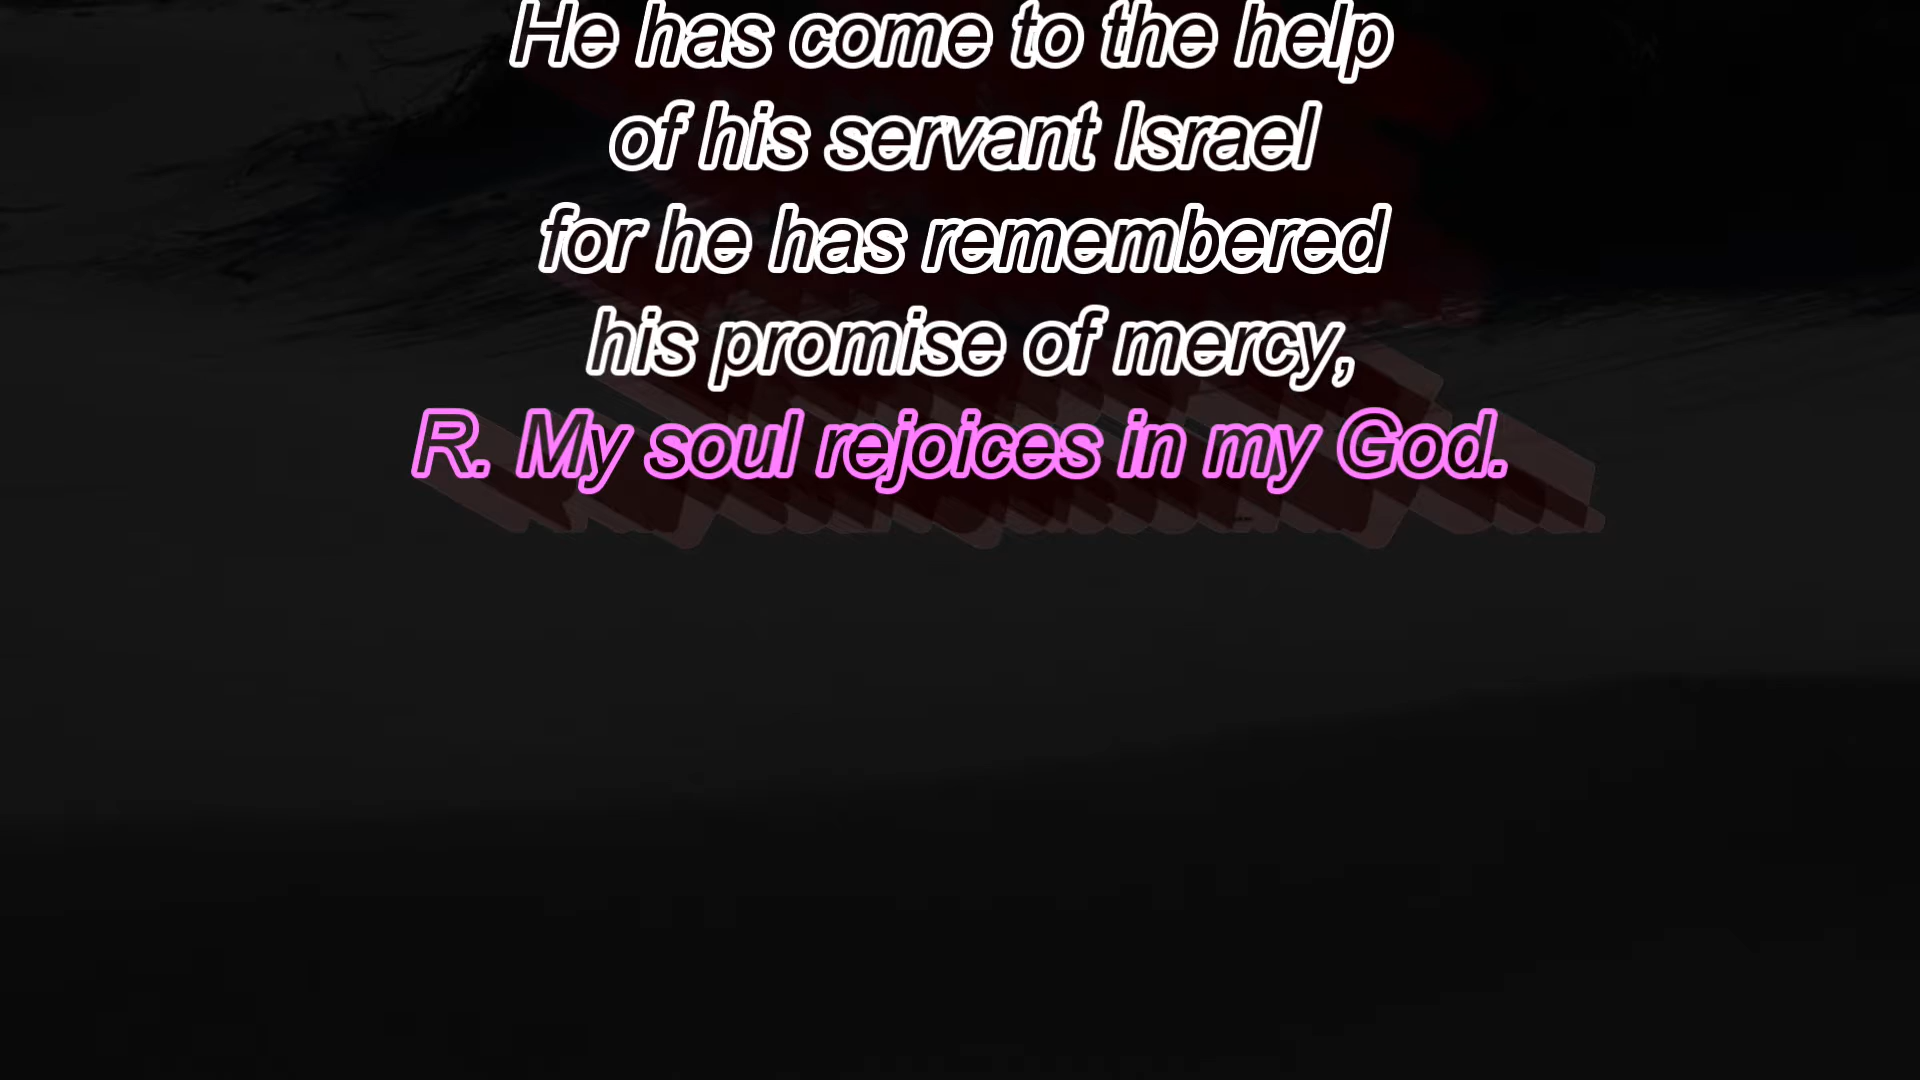 He has come to the help
of his servant Israel
for he has remembered
his promise of mercy,
R. My soul rejoices in my God.